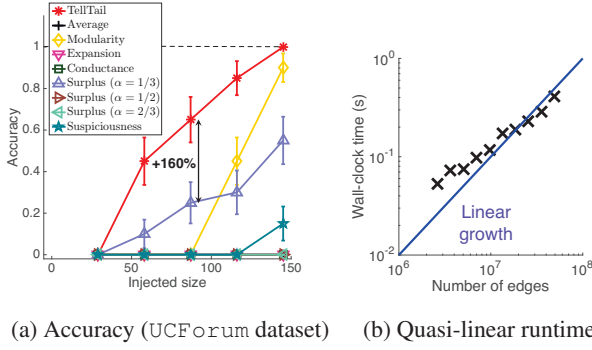 TellTail
Average
Modularity
Expansion
Conductance
Surplus (α = 1/3)
Surplus (α = 1/2)
Surplus (α = 2/3)
Suspiciousness
1
0.8
0.6
0.4
0.2
0
Accuracy
+160%
0 50 100 150
Injected size
(a) Accuracy (UCForum dataset)
10^0
10^-1
10^-2
Wall-clock time (s)
Linear
growth
10^6 10^7 10^8
Number of edges
(b) Quasi-linear runtime